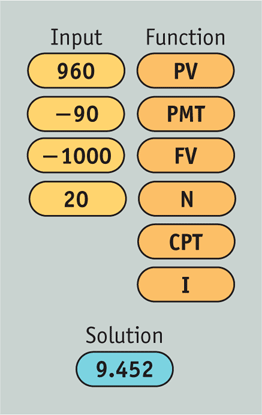 Input Function
960 PV
−90 PMT
−1000 FV
20 N
CPT
I
Solution
9.452